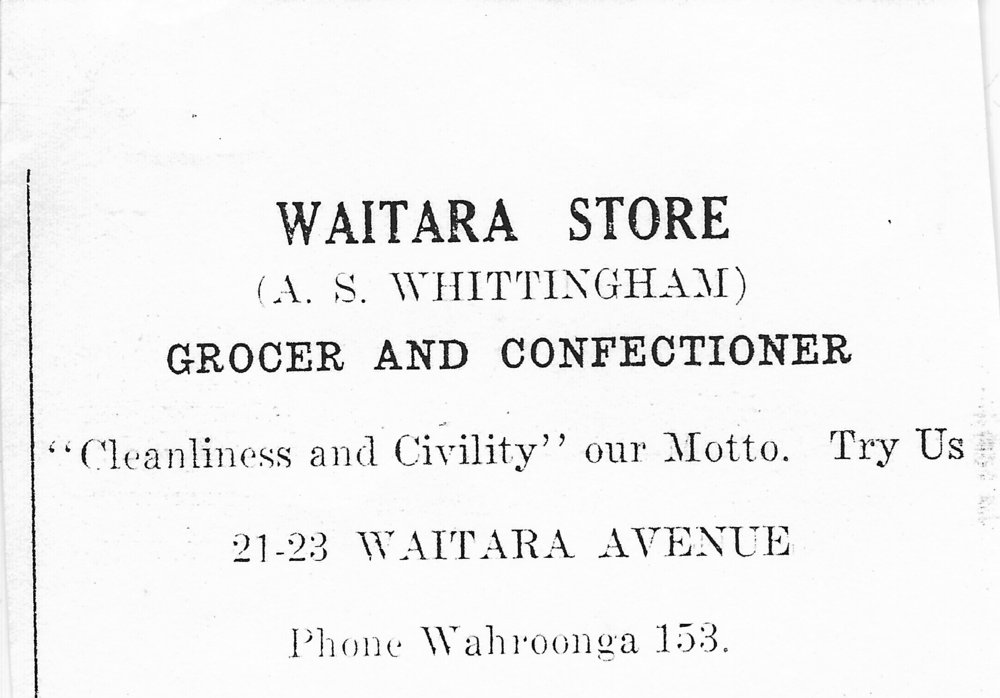 WAITARA STORE
(A. S. WHITTINGHAM)
GROCER AND CONFECTIONER
“Cleanliness and Civility” our Motto. Try Us
21-23 WAITARA AVENUE
Phone Wahroonga 153.